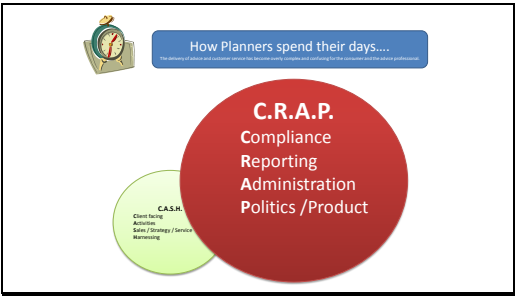 How Planners spend their days....
The delivery of advice and customer service has become overly complex and confusing for the consumer and the advice professional.
C.R.A.P.
Compliance
Reporting
Administration
Politics /Product
C.A.S.H.
Client facing
Activities
Sales / Strategy / Service
Harnessing